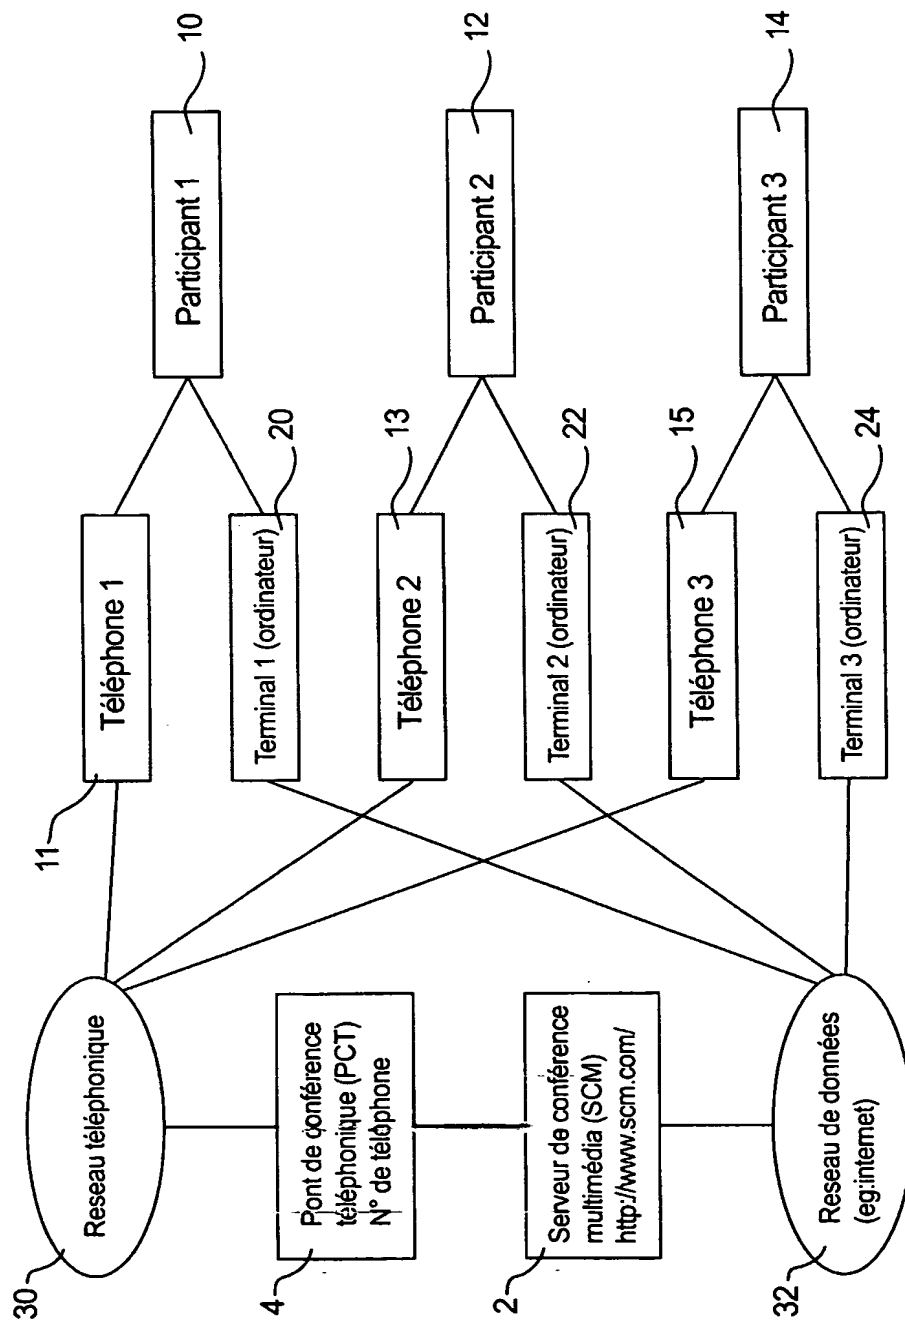 30
Reseau téléphonique
4
Pont de conférence
téléphonique (PCT)
N° de télóphone
2
Serveur de conférence
multimédia (SCM)
http://www.scm.com/
32
Reseau de données
(eg:internet)
11
Téléphone 1
Terminal 1 (ordinateur)
20
Téléphone 2
13
Terminal 2 (ordinateur)
22
Téléphone 3
15
Terminal 3 (ordinateur)
24
Participant 1
10
Participant 2
12
Participant 3
14